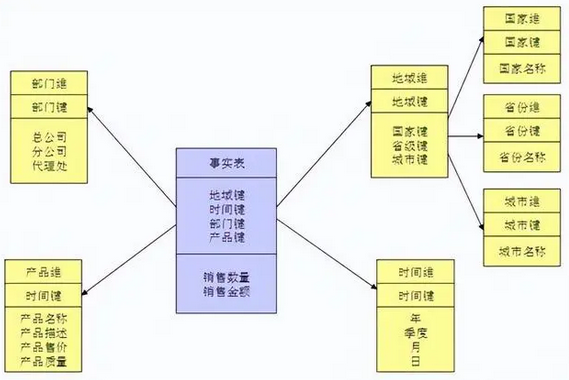 部门维
部门键
总公司
分公司
代理处
产品维
时间键
产品名称
产品描述
产品售价
产品质量
事实表
地域键
时间键
部门键
产品键
销售数量
销售金额
地域维
地域键
国家键
省级键
城市键
时间维
时间键
年
季度
月
日
国家维
国家键
国家名称
省份维
省份键
省份名称
城市维
城市键
城市名称